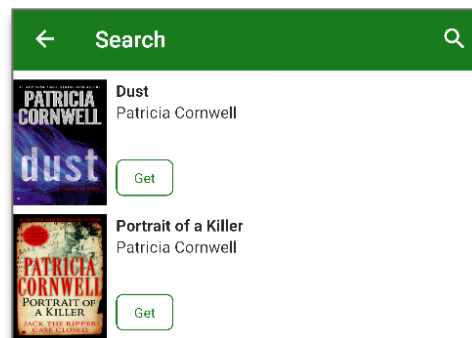 Search
PATRICIA
CORNWELL
dust
Dust
Patricia Cornwell
Get
PATRICIA
CORNWELL
PORTRAIT OF
A KILLER
JACK THE RIPPER
CASE CLOSED
Portrait of a Killer
Patricia Cornwell
Get